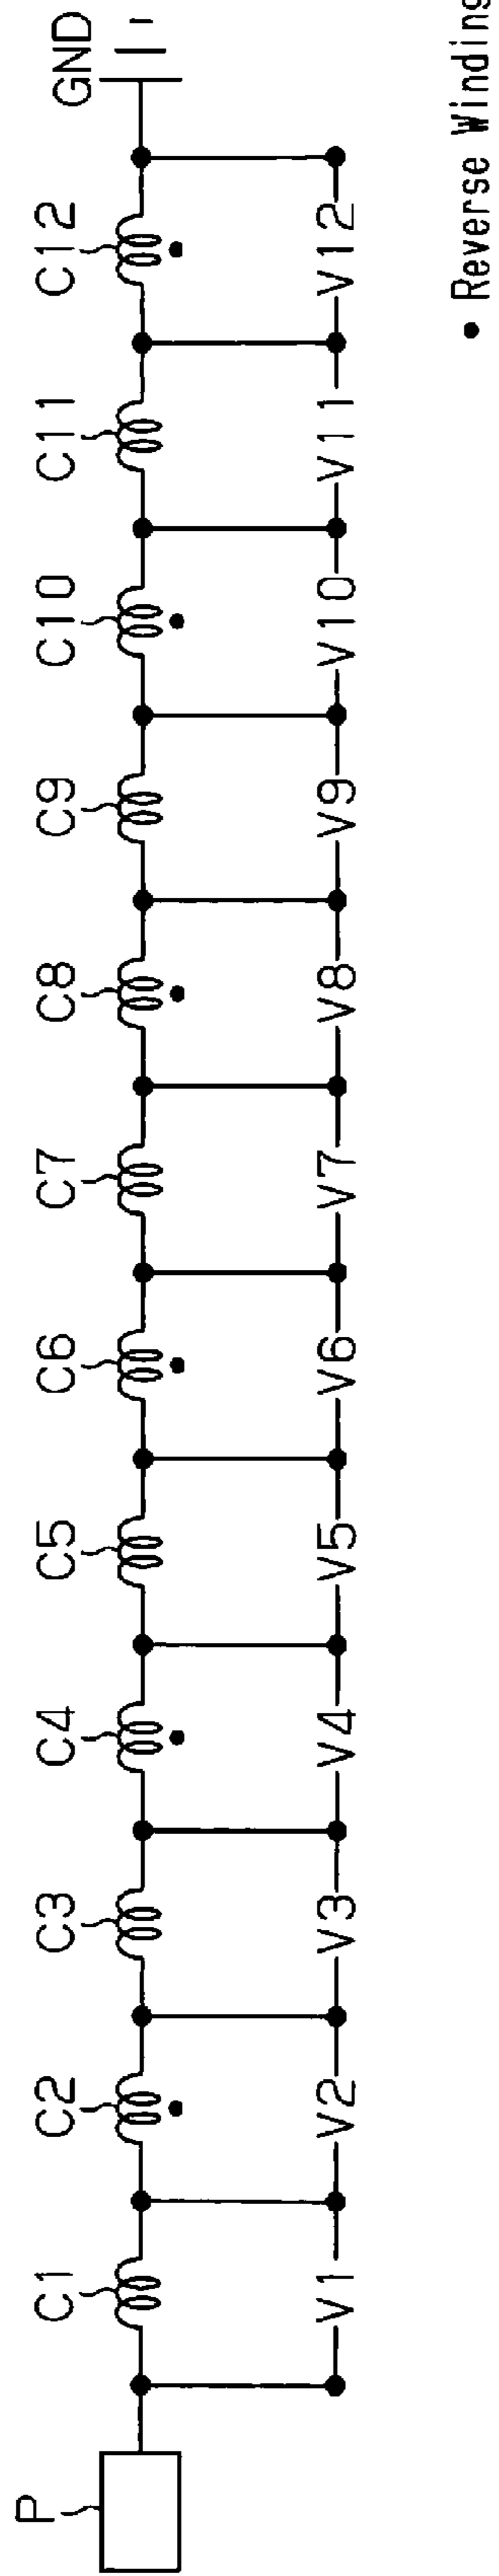 P C1 C2 C3 C4 C5 C6 C7 C8 C9 C10 C11 C12 GND
V1 V2 V3 V4 V5 V6 V7 V8 V9 V10 V11 V12
• Reverse Winding